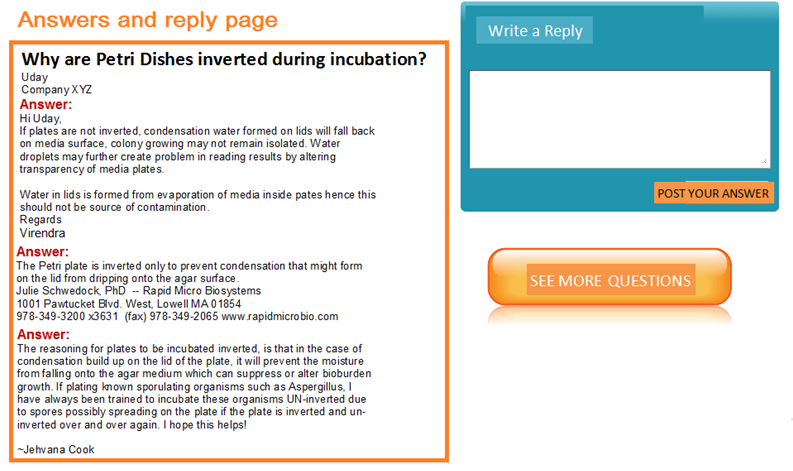 Answers and reply page
Why are Petri Dishes inverted during incubation?
Uday
Company XYZ
Answer:
Hi Uday,
If plates are not inverted, condensation water formed on lids will fall back
on media surface, colony growing may not remain isolated. Water
droplets may further create problem in reading results by altering
transparency of media plates.
Water in lids is formed from evaporation of media inside pates hence this
should not be source of contamination.
Regards
Virendra
Answer:
The Petri plate is inverted only to prevent condensation that might form
on the lid from dripping onto the agar surface.
Julie Schwedock, PhD -- Rapid Micro Biosystems
1001 Pawtucket Blvd. West, Lowell MA 01854
978-349-3200 x3631 (fax) 978-349-2065 www.rapidmicrobio.com
Answer:
The reasoning for plates to be incubated inverted, is that in the case of
condensation build up on the lid of the plate, it will prevent the moisture
from falling onto the agar medium which can suppress or alter bioburden
growth. If plating known sporulating organisms such as Aspergillus, I
have always been trained to incubate these organisms UN-inverted due
to spores possibly spreading on the plate if the plate is inverted and un-
inverted over and over again. I hope this helps!
~Jehvana Cook
Write a Reply
POST YOUR ANSWER
SEE MORE QUESTIONS